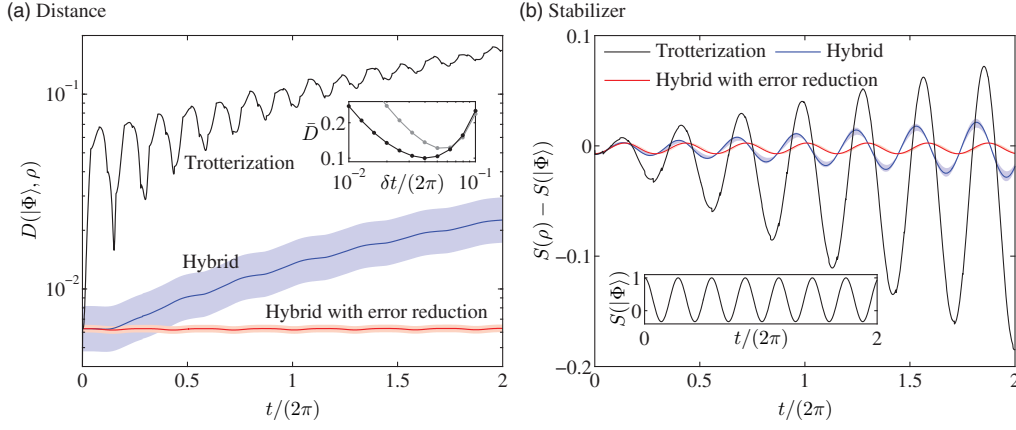 (a) Distance
D(|Φ⟩, ρ)
10⁻¹
10⁻²
Trotterization
Hybrid
Hybrid with error reduction
D̄
0.2
0.1
10⁻²
10⁻¹
δt/(2π)
0
0.5
1
1.5
2
t/(2π)
(b) Stabilizer
S(ρ) − S(|Φ⟩)
0.1
0
−0.1
−0.2
Trotterization
Hybrid
Hybrid with error reduction
S(|Φ⟩)
1
0
0
2
t/(2π)
0
0.5
1
1.5
2
t/(2π)